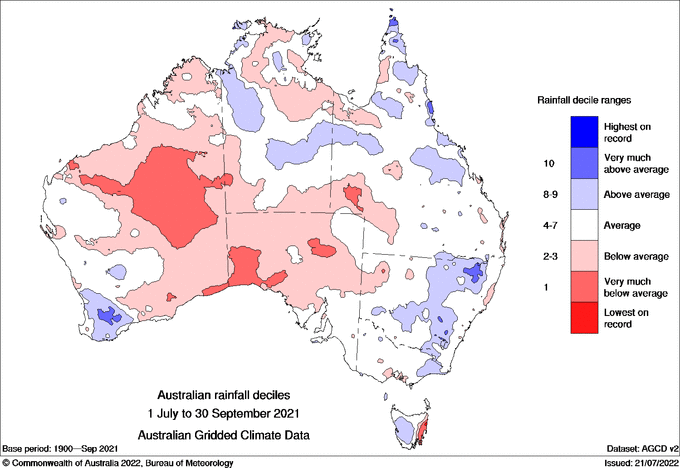 Rainfall decile ranges
Highest on
record
10
Very much
above average
8-9
Above average
4-7
Average
2-3
Below average
1
Very much
below average
Lowest on
record
Australian rainfall deciles
1 July to 30 September 2021
Australian Gridded Climate Data
Base period: 1900—Sep 2021
Dataset: AGCD v2
© Commonwealth of Australia 2022, Bureau of Meteorology
Issued: 21/07/2022